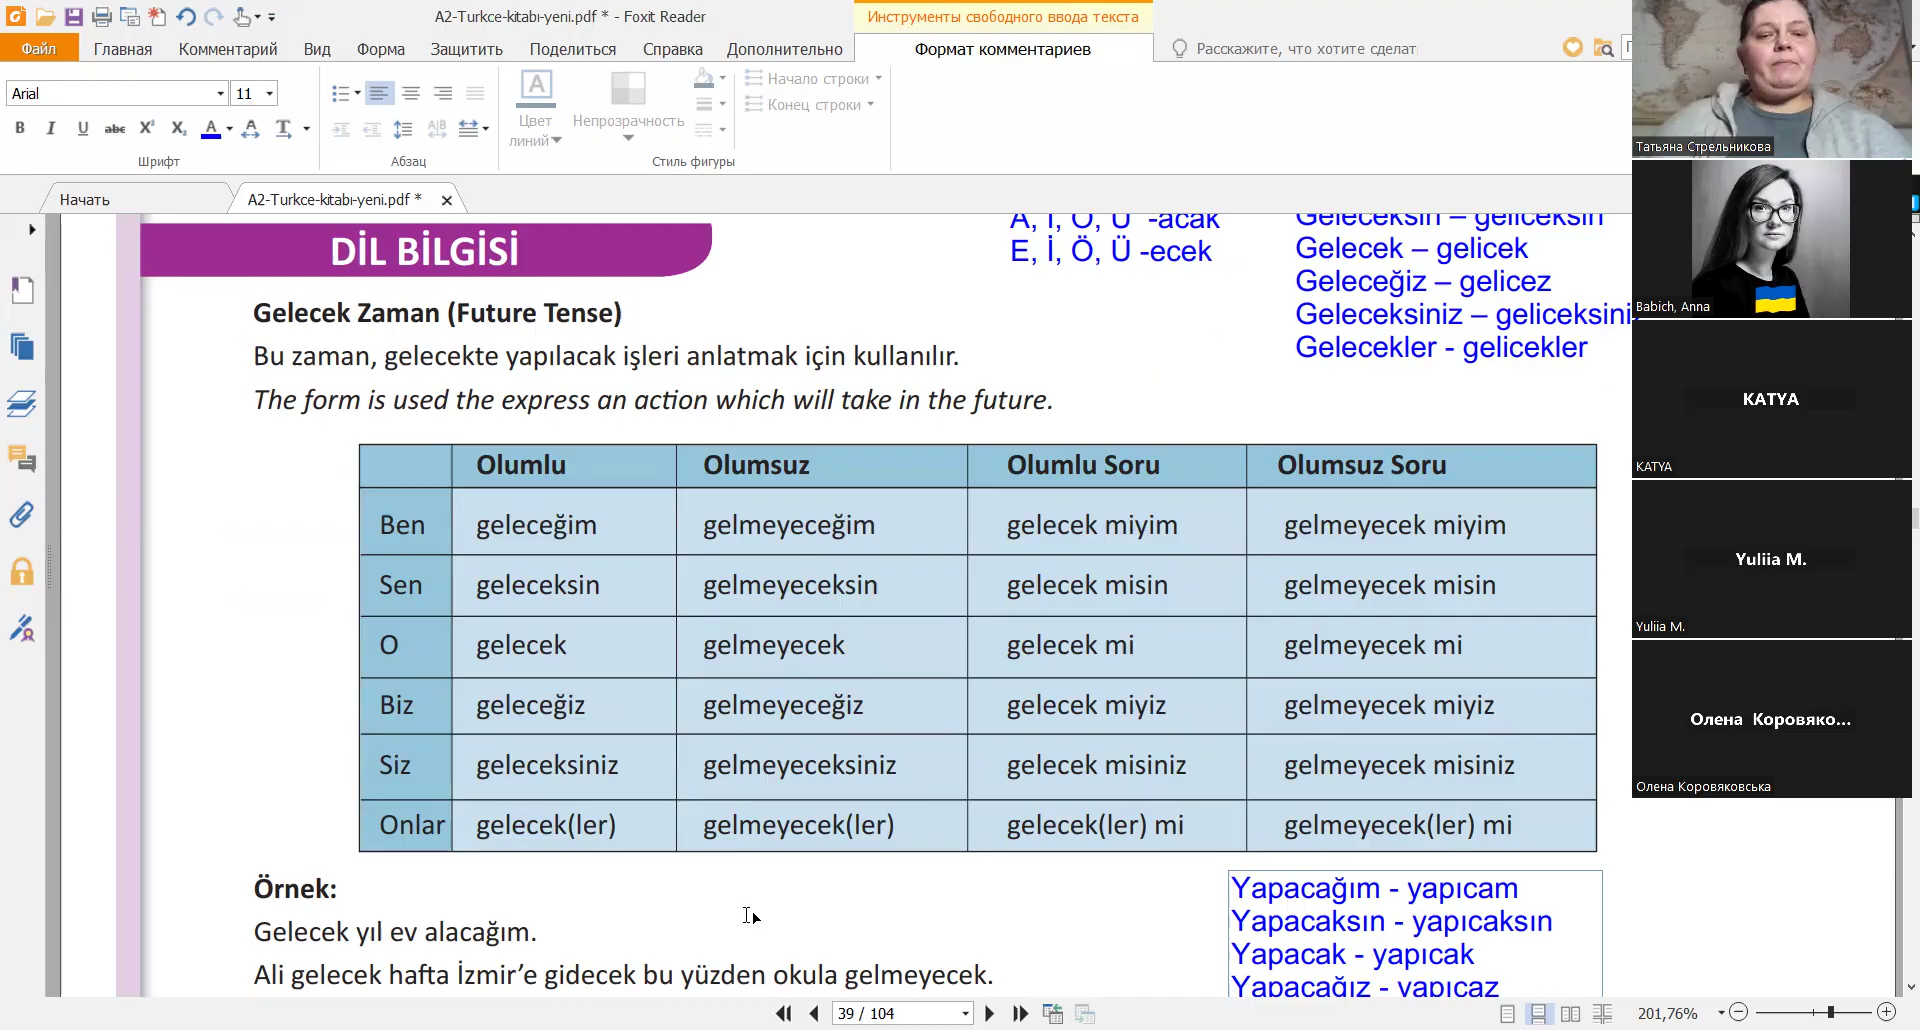 A2-Turkce-kitabı-yeni.pdf * - Foxit Reader
Инструменты свободного ввода текста
Файл
Главная
Комментарий
Вид
Форма
Защитить
Поделиться
Справка
Дополнительно
Формат комментариев
Расскажите, что хотите сделат
Arial
11
Шрифт
Абзац
Цвет линий
Непрозрачность
Начало строки
Конец строки
Стиль фигуры
Начать
A2-Turkce-kitabı-yeni.pdf *
DİL BİLGİSİ
A, I, O, U -acak
E, İ, Ö, Ü -ecek
Geleceksin – geliceksin
Gelecek – gelicek
Geleceğiz – gelicez
Geleceksiniz – geliceksini
Gelecekler - gelicekler
Gelecek Zaman (Future Tense)
Bu zaman, gelecekte yapılacak işleri anlatmak için kullanılır.
The form is used the express an action which will take in the future.
Olumlu Olumsuz Olumlu Soru Olumsuz Soru
Ben geleceğim gelmeyeceğim gelecek miyim gelmeyecek miyim
Sen geleceksin gelmeyeceksin gelecek misin gelmeyecek misin
O gelecek gelmeyecek gelecek mi gelmeyecek mi
Biz geleceğiz gelmeyeceğiz gelecek miyiz gelmeyecek miyiz
Siz geleceksiniz gelmeyeceksiniz gelecek misiniz gelmeyecek misiniz
Onlar gelecek(ler) gelmeyecek(ler) gelecek(ler) mi gelmeyecek(ler) mi
Örnek:
Gelecek yıl ev alacağım.
Ali gelecek hafta İzmir’e gidecek bu yüzden okula gelmeyecek.
Yapacağım - yapıcam
Yapacaksın - yapıcaksın
Yapacak - yapıcak
Yapacağız - yapıcaz
39 / 104
201,76%
Татьяна Стрельникова
Babich, Anna
KATYA
KATYA
Yuliia M.
Yuliia M.
Олена Коровяко...
Олена Коровяковська